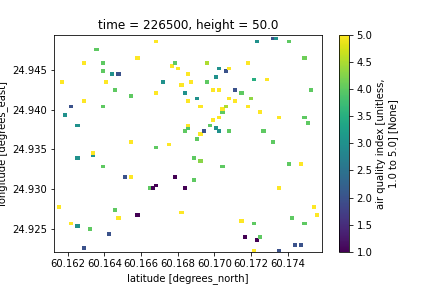 time = 226500, height = 50.0
24.945
24.940
24.935
24.930
24.925
longitude [degrees_east]
60.162 60.164 60.166 60.168 60.170 60.172 60.174
latitude [degrees_north]
5.0
4.5
4.0
3.5
3.0
2.5
2.0
1.5
1.0
air quality index [unitless,
1.0 to 5.0] [None]